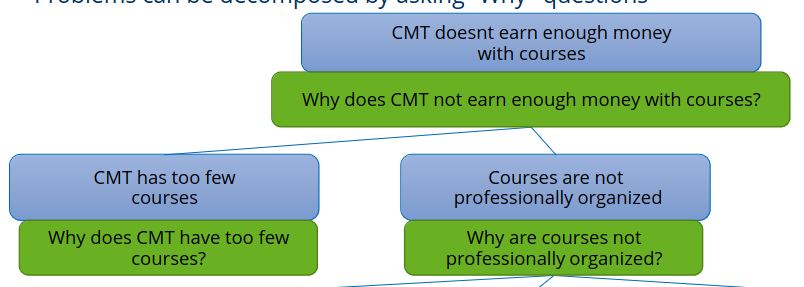 Problems can be decomposed by asking "Why" questions
CMT doesnt earn enough money
with courses
Why does CMT not earn enough money with courses?
CMT has too few
courses
Courses are not
professionally organized
Why does CMT have too few
courses?
Why are courses not
professionally organized?